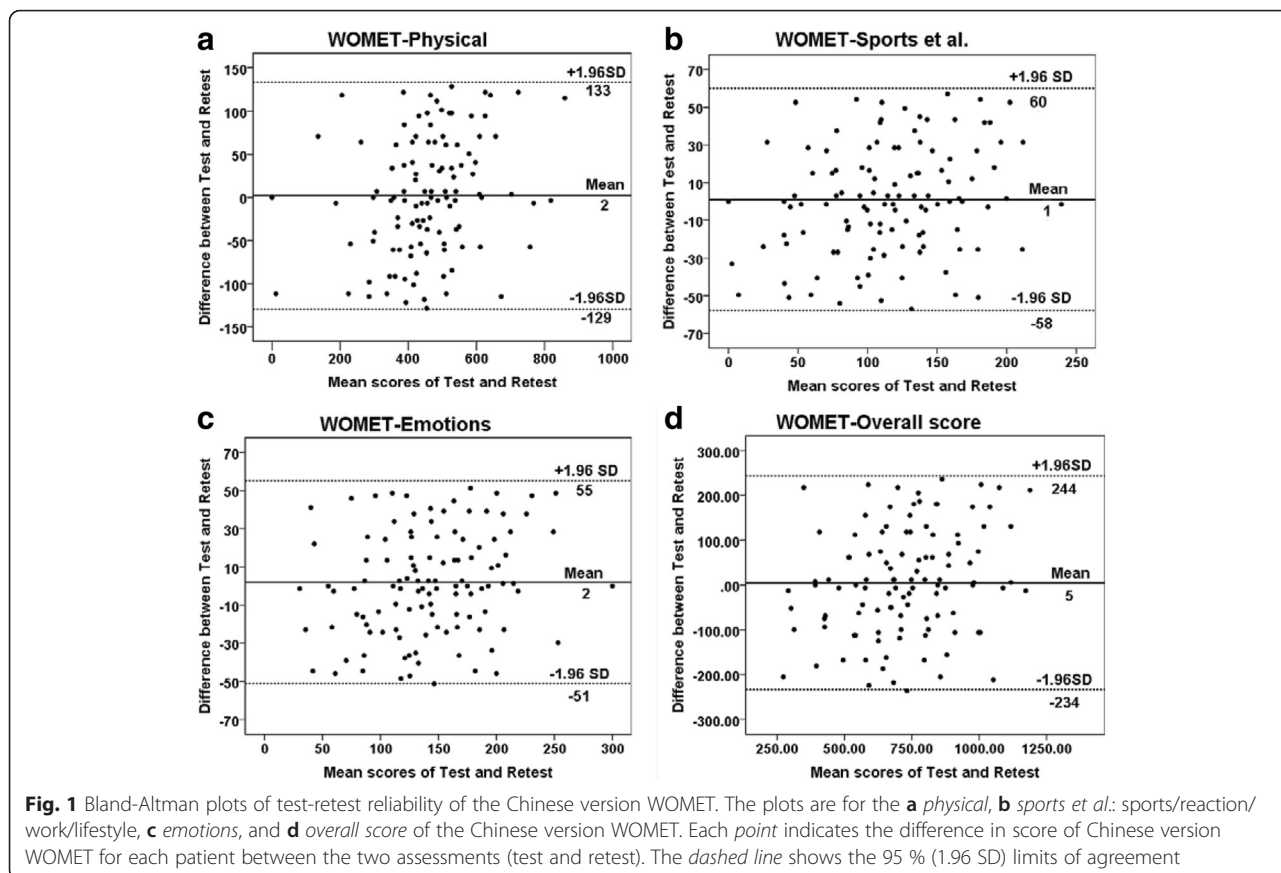 a
WOMET-Physical
+1.96SD
133
Mean
2
-1.96SD
-129
150
100
50
0
-50
-100
-150
0 200 400 600 800 1000
Difference between Test and Retest
Mean scores of Test and Retest
b
WOMET-Sports et al.
+1.96 SD
60
Mean
1
-1.96 SD
-58
70
50
30
10
-10
-30
-50
-70
0 50 100 150 200 250
Difference between Test and Retest
Mean scores of Test and Retest
c
WOMET-Emotions
+1.96 SD
55
Mean
2
-1.96 SD
-51
70
50
30
10
-10
-30
-50
-70
0 50 100 150 200 250 300
Difference between Test and Retest
Mean scores of Test and Retest
d
WOMET-Overall score
+1.96SD
244
Mean
5
-1.96SD
-234
300.00
200.00
100.00
.00
-100.00
-200.00
-300.00
250.00 500.00 750.00 1000.00 1250.00
Difference between Test and Retest
Mean scores of Test and Retest
Fig. 1 Bland-Altman plots of test-retest reliability of the Chinese version WOMET. The plots are for the a physical, b sports et al.: sports/reaction/
work/lifestyle, c emotions, and d overall score of the Chinese version WOMET. Each point indicates the difference in score of Chinese version
WOMET for each patient between the two assessments (test and retest). The dashed line shows the 95 % (1.96 SD) limits of agreement